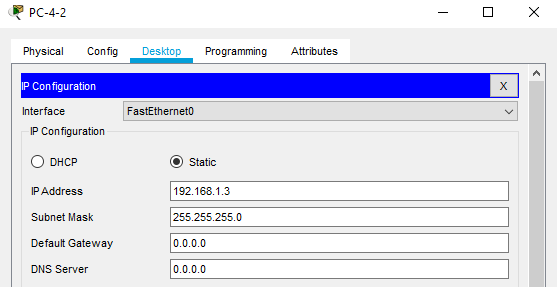 PC-4-2
Physical Config Desktop Programming Attributes
IP Configuration X
Interface FastEthernet0
IP Configuration
DHCP Static
IP Address 192.168.1.3
Subnet Mask 255.255.255.0
Default Gateway 0.0.0.0
DNS Server 0.0.0.0